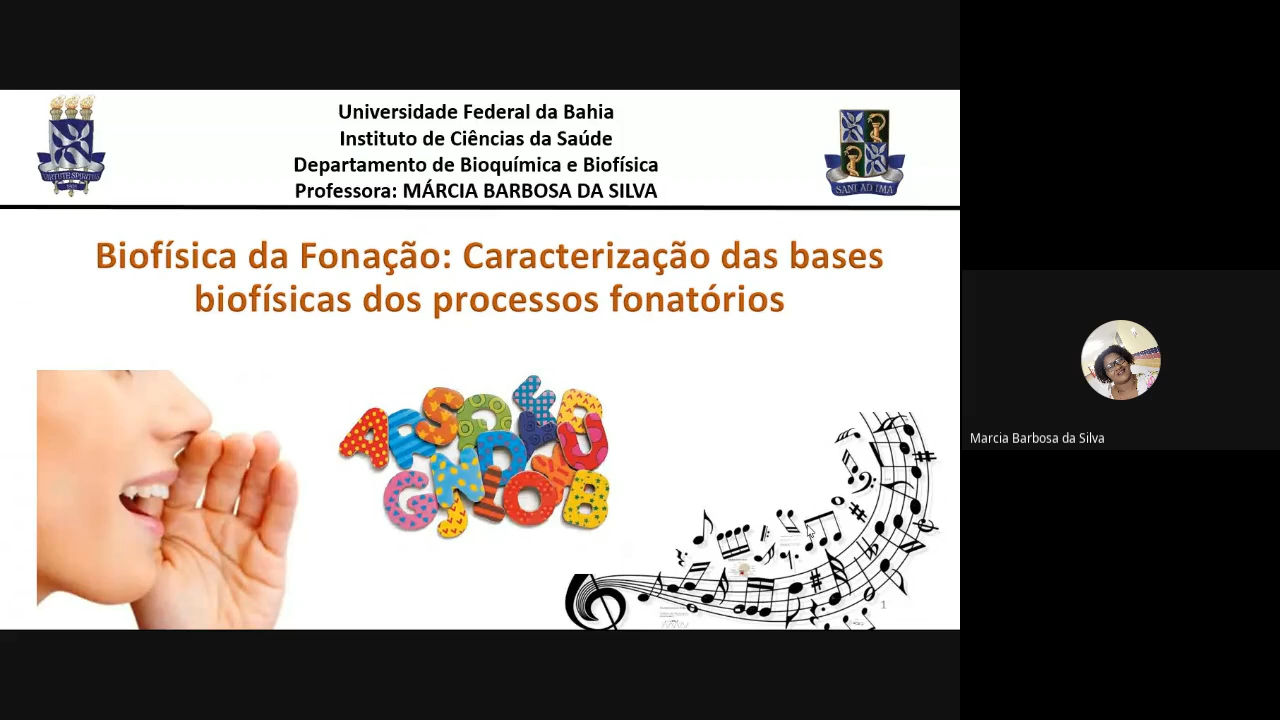 Universidade Federal da Bahia
Instituto de Ciências da Saúde
Departamento de Bioquímica e Biofísica
Professora: MÁRCIA BARBOSA DA SILVA
SANI AD IMA
Biofísica da Fonação: Caracterização das bases
biofísicas dos processos fonatórios
A R S O F B
U
G N D X
J I O B
1
Marcia Barbosa da Silva